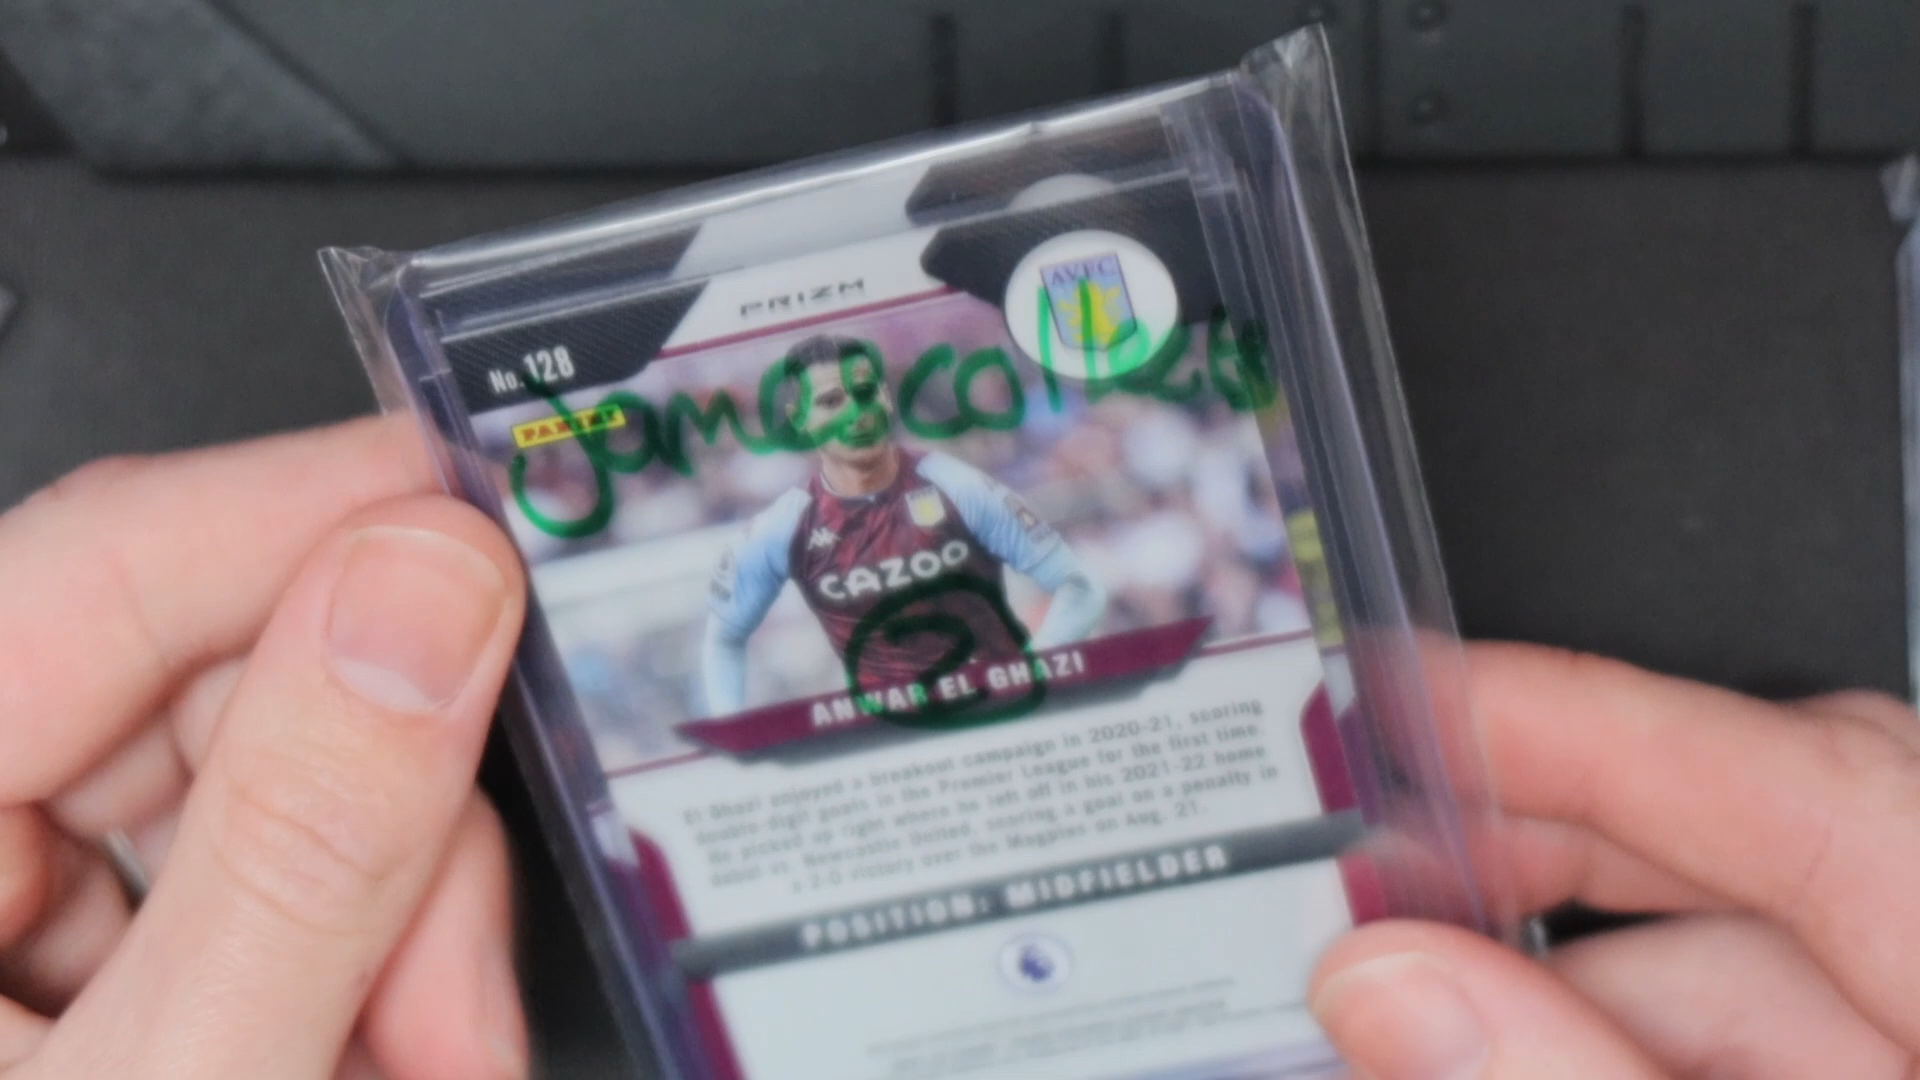 PRIZM
AVFC
No. 128
PANINI
CAZOO
2
ANWAR EL GHAZI
El Ghazi enjoyed a breakout campaign in 2020-21, scoring
double-digit goals in the Premier League for the first time.
He picked up right where he left off in his 2021-22 home
debut vs. Newcastle United, scoring a goal on a penalty in
a 2-0 victory over the Magpies on Aug. 21.
POSITION: MIDFIELDER